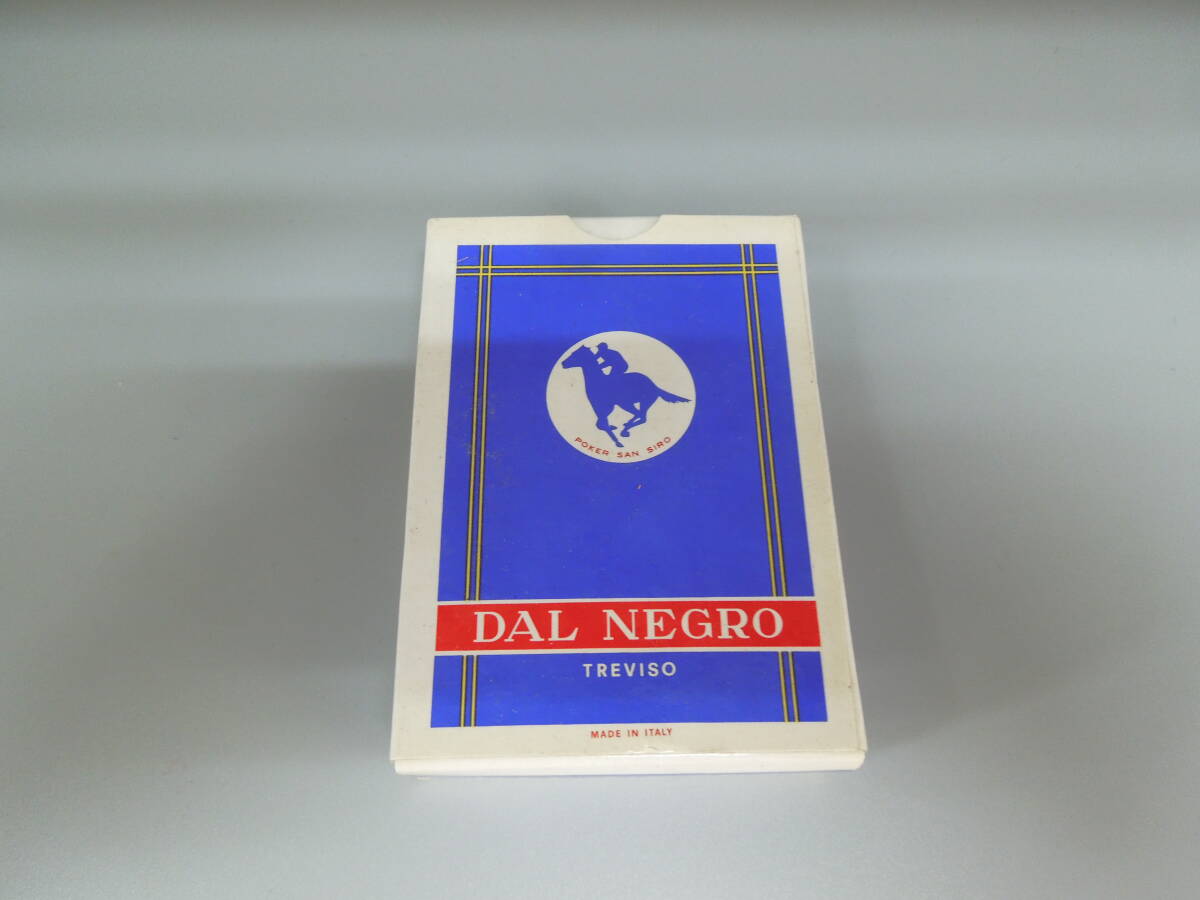 POKER SAN SIRO
DAL NEGRO
TREVISO
MADE IN ITALY